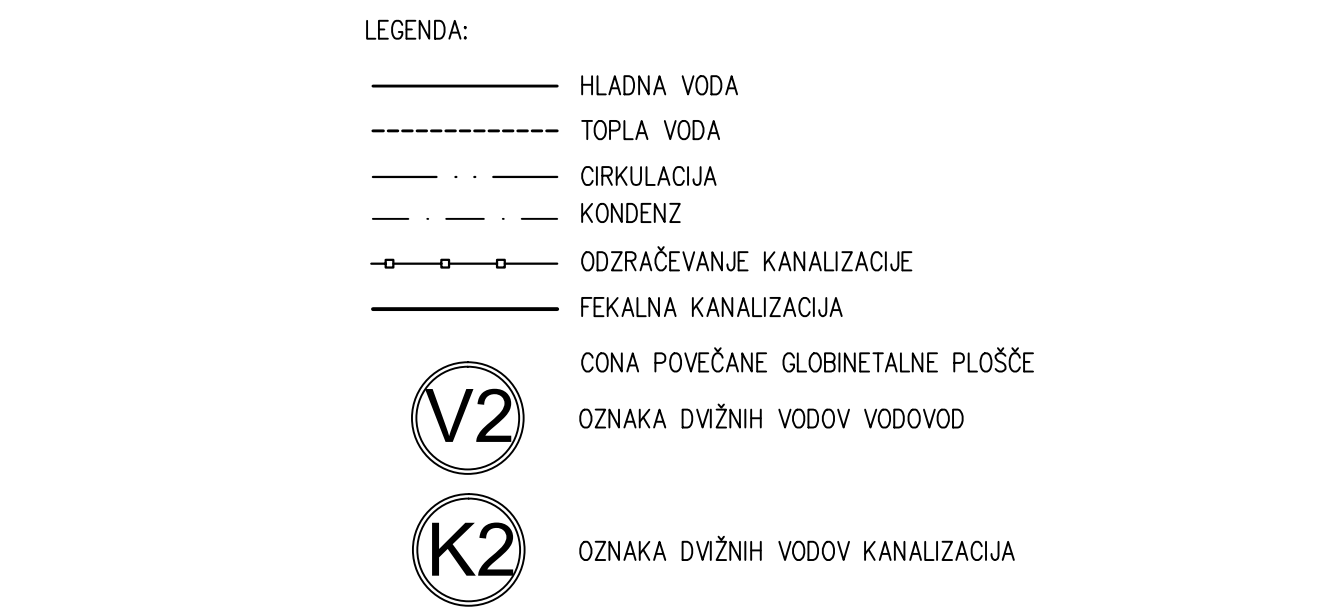 LEGENDA:
HLADNA VODA
TOPLA VODA
CIRKULACIJA
KONDENZ
ODZRAČEVANJE KANALIZACIJE
FEKALNA KANALIZACIJA
CONA POVEČANE GLOBINETALNE PLOŠČE
V2 OZNAKA DVIŽNIH VODOV VODOVOD
K2 OZNAKA DVIŽNIH VODOV KANALIZACIJA